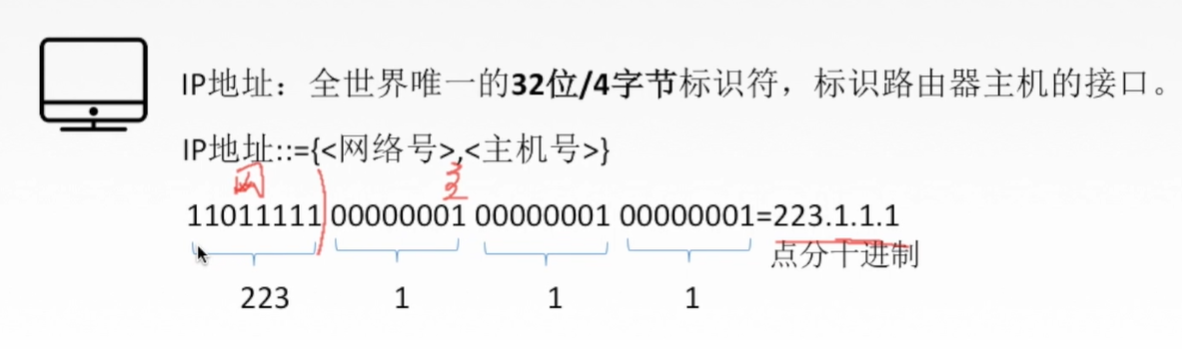 IP地址：全世界唯一的32位/4字节标识符，标识路由器主机的接口。
IP地址::={<网络号>,<主机号>}
网 主
11011111 00000001 00000001 00000001=223.1.1.1
点分十进制
223 1 1 1